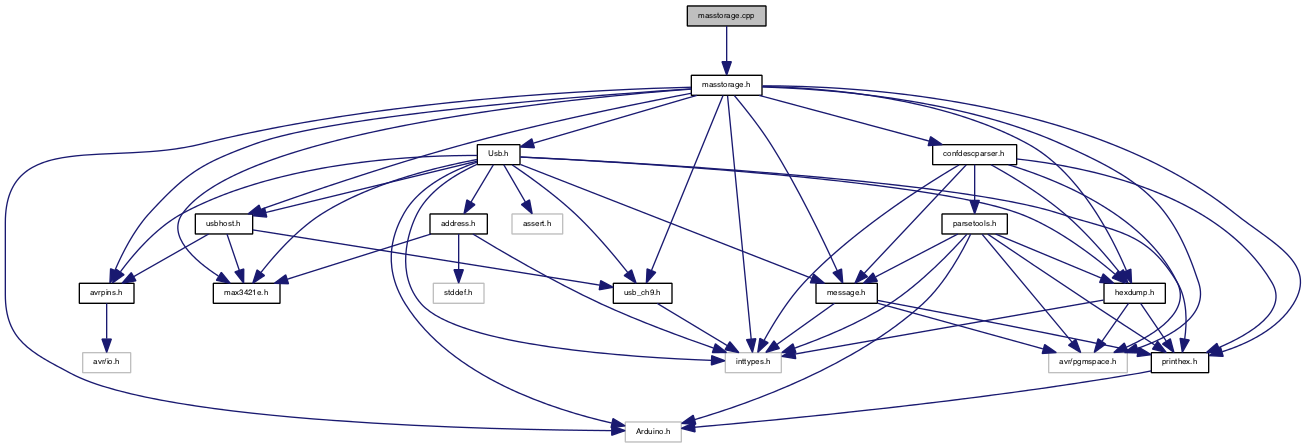 masstorage.cpp
masstorage.h
Usb.h
confdescparser.h
usbhost.h
address.h
assert.h
parsetools.h
avrpins.h
max3421e.h
stddef.h
usb_ch9.h
message.h
hexdump.h
avr/io.h
inttypes.h
avr/pgmspace.h
printhex.h
Arduino.h